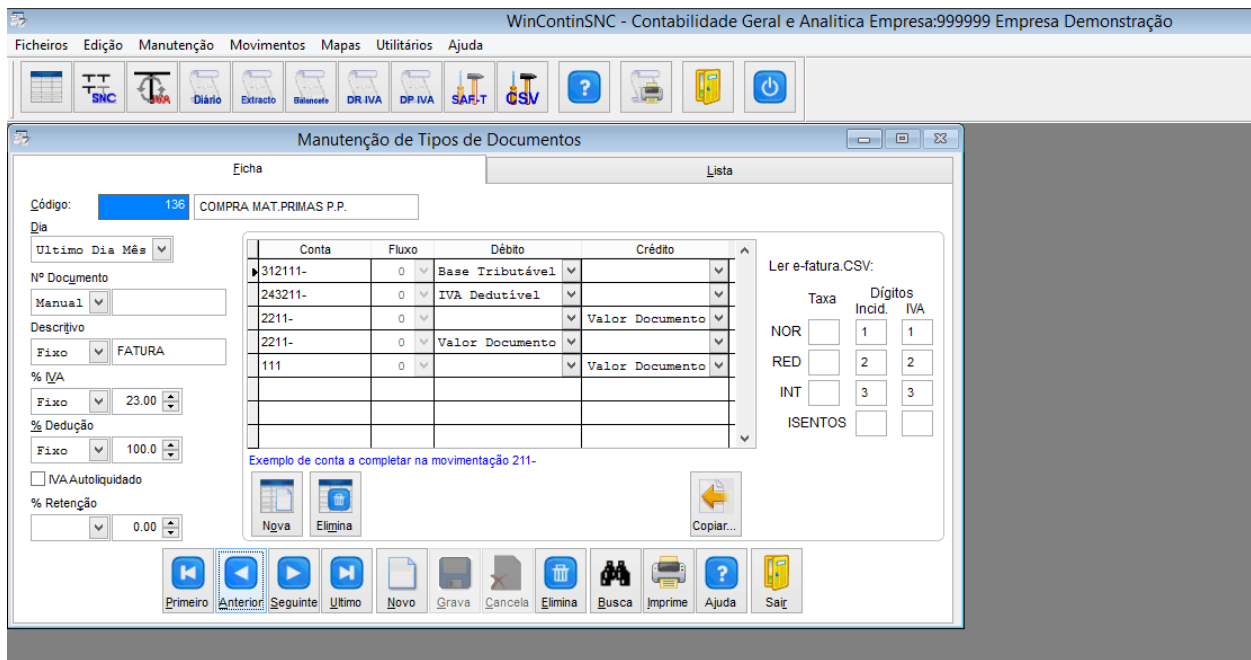 WinContinSNC - Contabilidade Geral e Analitica Empresa:999999 Empresa Demonstração
Ficheiros Edição Manutenção Movimentos Mapas Utilitários Ajuda
SNC IVA Diário Extracto Balancete DR IVA DP IVA SAF-T CSV
Manutenção de Tipos de Documentos
Ficha Lista
Código: 136 COMPRA MAT.PRIMAS P.P.
Dia
Ultimo Dia Mês
Nº Documento
Manual
Descritivo
Fixo FATURA
% IVA
Fixo 23.00
% Dedução
Fixo 100.0
IVA Autoliquidado
% Retenção
0.00
Conta Fluxo Débito Crédito
312111- 0 Base Tributável
243211- 0 IVA Dedutível
2211- 0 Valor Documento
2211- 0 Valor Documento
111 0 Valor Documento
Exemplo de conta a completar na movimentação 211-
Nova Elimina Copiar...
Ler e-fatura.CSV:
Taxa Dígitos
Incid. IVA
NOR 1 1
RED 2 2
INT 3 3
ISENTOS
Primeiro Anterior Seguinte Ultimo Novo Grava Cancela Elimina Busca Imprime Ajuda Sair